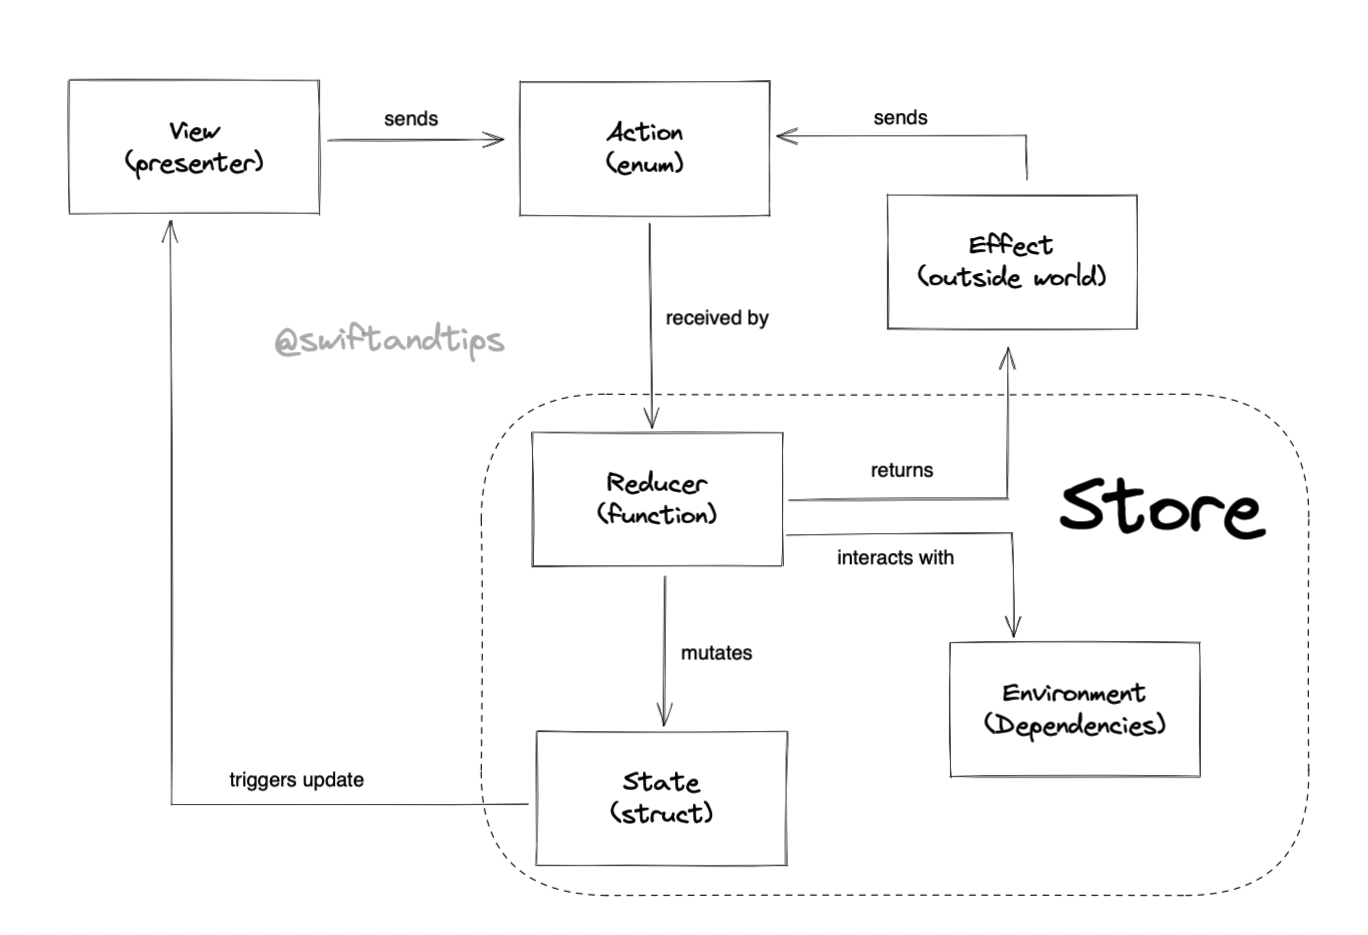 View
(presenter)
sends
Action
(enum)
sends
Effect
(outside world)
received by
@swiftandtips
Reducer
(function)
returns
Store
interacts with
mutates
Environment
(Dependencies)
State
(struct)
triggers update